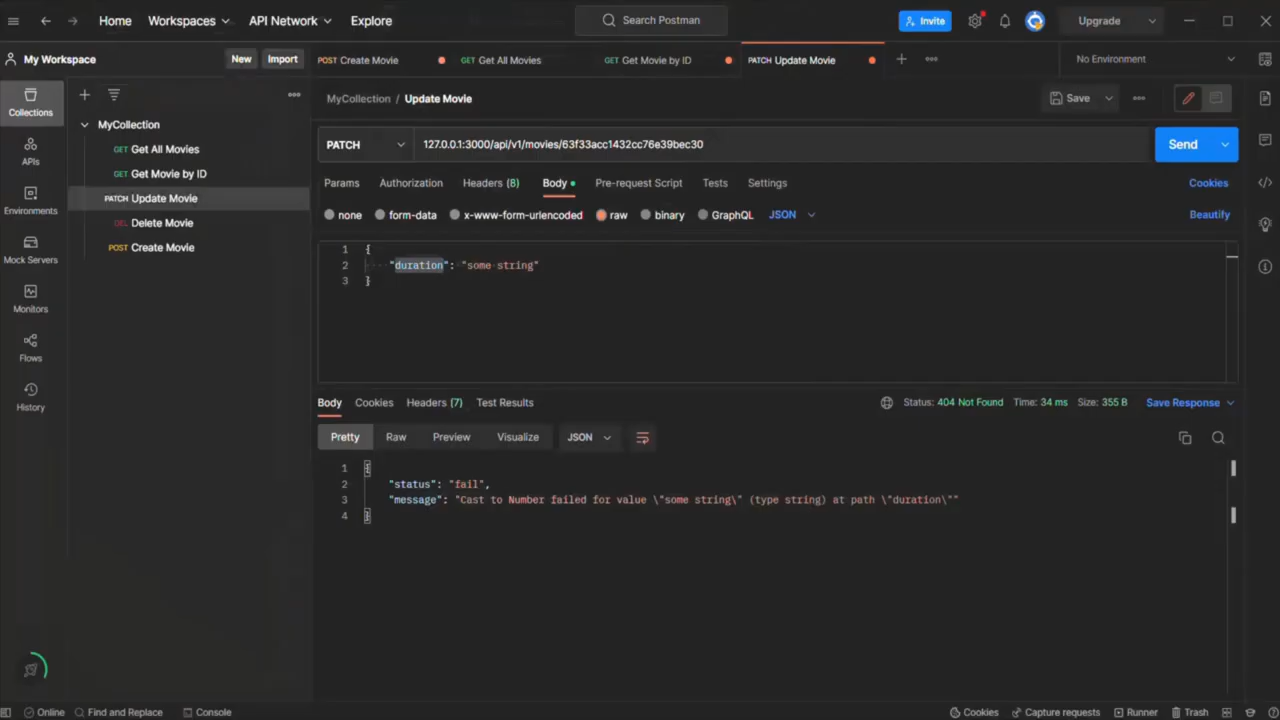 Home Workspaces API Network Explore Search Postman Invite Upgrade
My Workspace New Import POST Create Movie GET Get All Movies GET Get Movie by ID PATCH Update Movie No Environment
Collections
APIs
Environments
Mock Servers
Monitors
Flows
History
MyCollection
GET Get All Movies
GET Get Movie by ID
PATCH Update Movie
DEL Delete Movie
POST Create Movie
MyCollection / Update Movie Save
PATCH 127.0.0.1:3000/api/v1/movies/63f33acc1432cc76e39bec30 Send
Params Authorization Headers (8) Body Pre-request Script Tests Settings Cookies
none form-data x-www-form-urlencoded raw binary GraphQL JSON Beautify
1 {
2 "duration": "some string"
3 }
Body Cookies Headers (7) Test Results Status: 404 Not Found Time: 34 ms Size: 355 B Save Response
Pretty Raw Preview Visualize JSON
1 {
2 "status": "fail",
3 "message": "Cast to Number failed for value \"some string\" (type string) at path \"duration\""
4 }
Online Find and Replace Console Cookies Capture requests Runner Trash